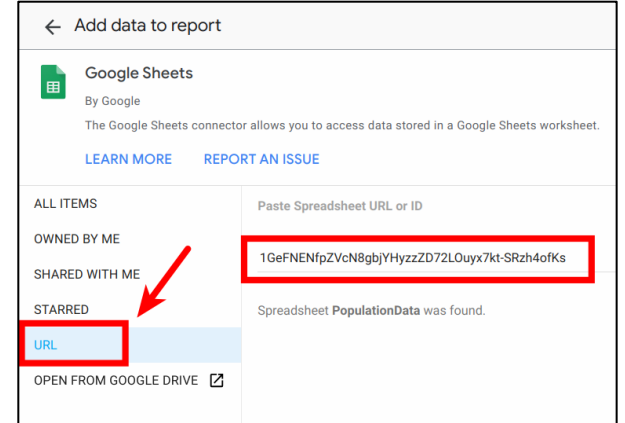 Add data to report
Google Sheets
By Google
The Google Sheets connector allows you to access data stored in a Google Sheets worksheet.
LEARN MORE REPORT AN ISSUE
ALL ITEMS
OWNED BY ME
SHARED WITH ME
STARRED
URL
OPEN FROM GOOGLE DRIVE
Paste Spreadsheet URL or ID
1GeFNENfpZVcN8gbjYHyzzZD72LOuyx7kt-SRzh4ofKs
Spreadsheet PopulationData was found.